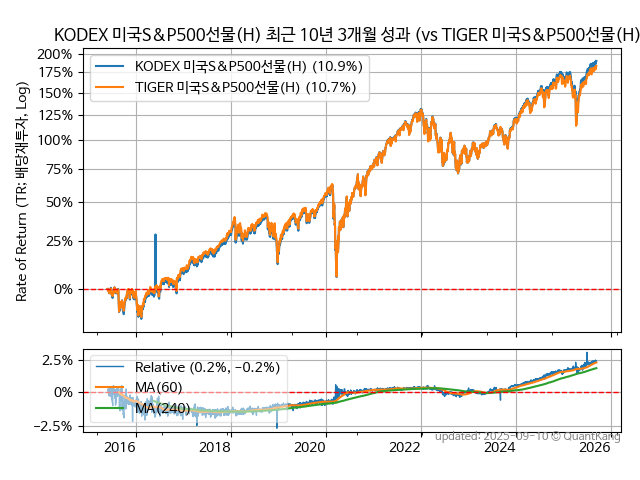 KODEX 미국S&P500선물(H) 최근 10년 3개월 성과 (vs TIGER 미국S&P500선물(H)
200%
175%
150%
125%
100%
75%
50%
25%
0%
Rate of Return (TR: 배당재투자, Log)
KODEX 미국S&P500선물(H) (10.9%)
TIGER 미국S&P500선물(H) (10.7%)
2.5%
0%
−2.5%
Relative (0.2%, -0.2%)
MA(60)
MA(240)
2016
2018
2020
2022
2024
2026
updated: 2025-09-10 © QuantKang